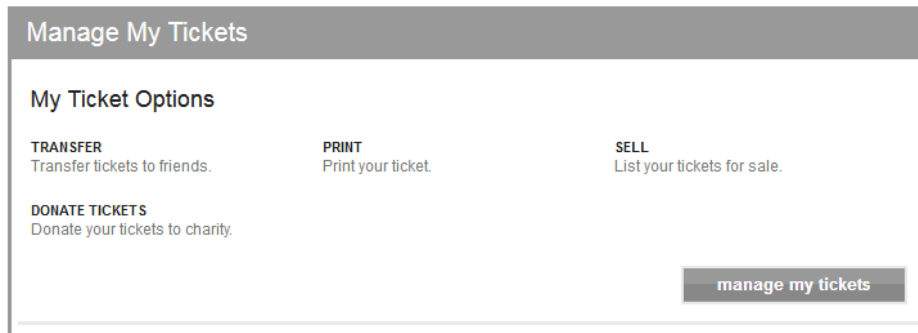 Manage My Tickets
My Ticket Options
TRANSFER
Transfer tickets to friends.
PRINT
Print your ticket.
SELL
List your tickets for sale.
DONATE TICKETS
Donate your tickets to charity.
manage my tickets